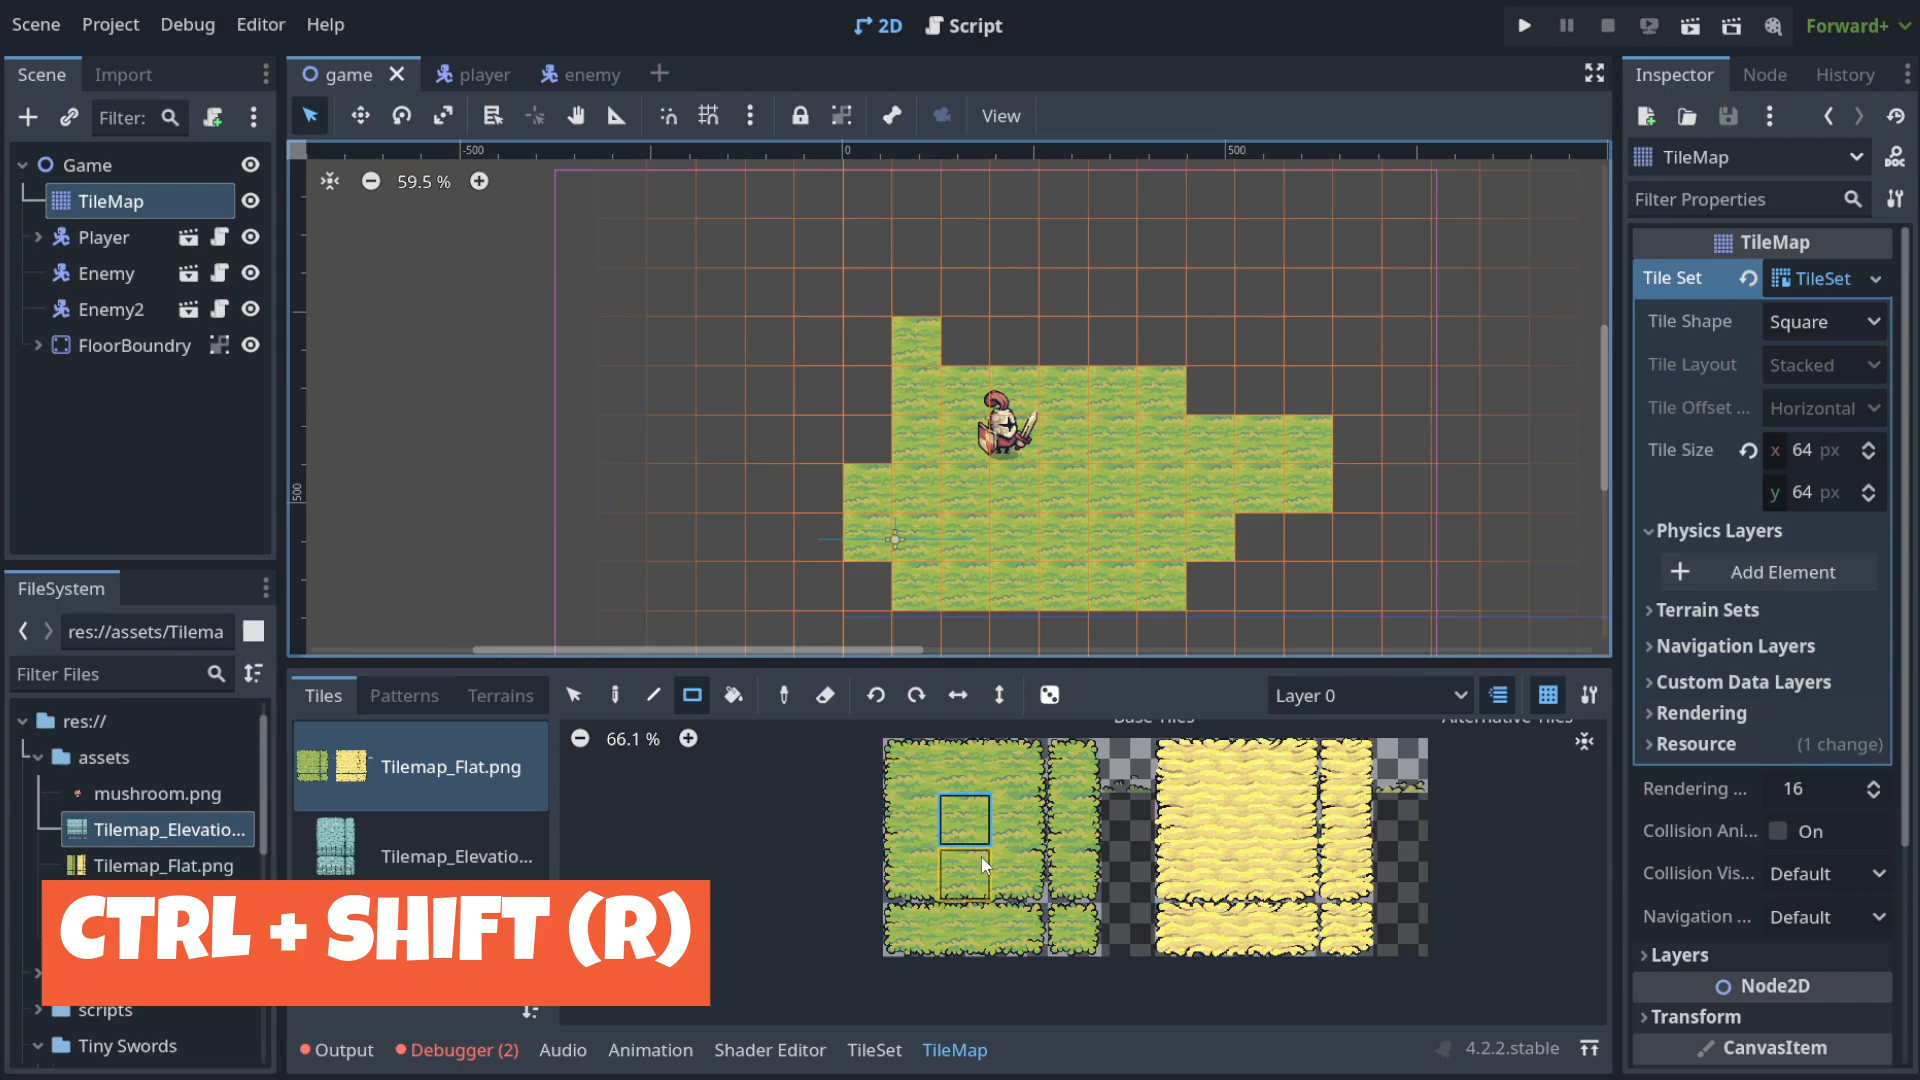 Scene Project Debug Editor Help
2D Script
Forward+
Scene Import
game player enemy
Inspector Node History
Filter:
View
-500 0 500
59.5 %
TileMap
Filter Properties
Game
TileMap
Player
Enemy
Enemy2
FloorBoundry
500
TileMap
Tile Set TileSet
Tile Shape Square
Tile Layout Stacked
Tile Offset ... Horizontal
Tile Size x 64 px
y 64 px
Physics Layers
Add Element
Terrain Sets
Navigation Layers
Custom Data Layers
Rendering
Resource (1 change)
Rendering ... 16
Collision Ani... On
Collision Vis... Default
Navigation ... Default
Layers
Node2D
Transform
CanvasItem
FileSystem
res://assets/Tilema
Filter Files
res://
assets
mushroom.png
Tilemap_Elevatio...
Tilemap_Flat.png
scripts
Tiny Swords
Tiles Patterns Terrains
Layer 0
Base Tiles Alternative Tiles
66.1 %
Tilemap_Flat.png
Tilemap_Elevatio...
CTRL + SHIFT (R)
Output Debugger (2) Audio Animation Shader Editor TileSet TileMap
4.2.2.stable